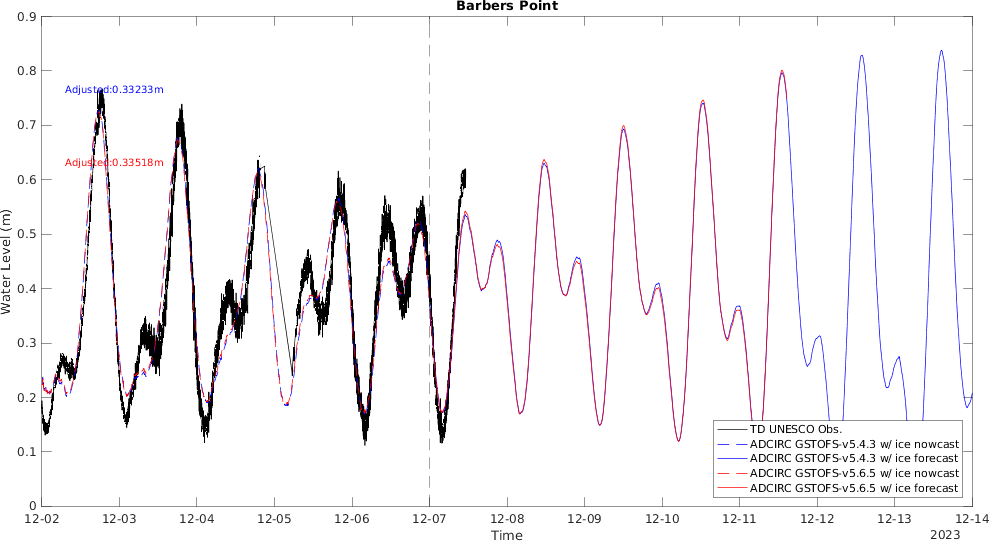 Barbers Point
0.9
0.8
0.7
0.6
0.5
0.4
0.3
0.2
0.1
0
Water Level (m)
Adjusted:0.33233m
Adjusted:0.33518m
TD UNESCO Obs.
ADCIRC GSTOFS-v5.4.3 w/ ice nowcast
ADCIRC GSTOFS-v5.4.3 w/ ice forecast
ADCIRC GSTOFS-v5.6.5 w/ ice nowcast
ADCIRC GSTOFS-v5.6.5 w/ ice forecast
12-02 12-03 12-04 12-05 12-06 12-07 12-08 12-09 12-10 12-11 12-12 12-13 12-14
Time
2023